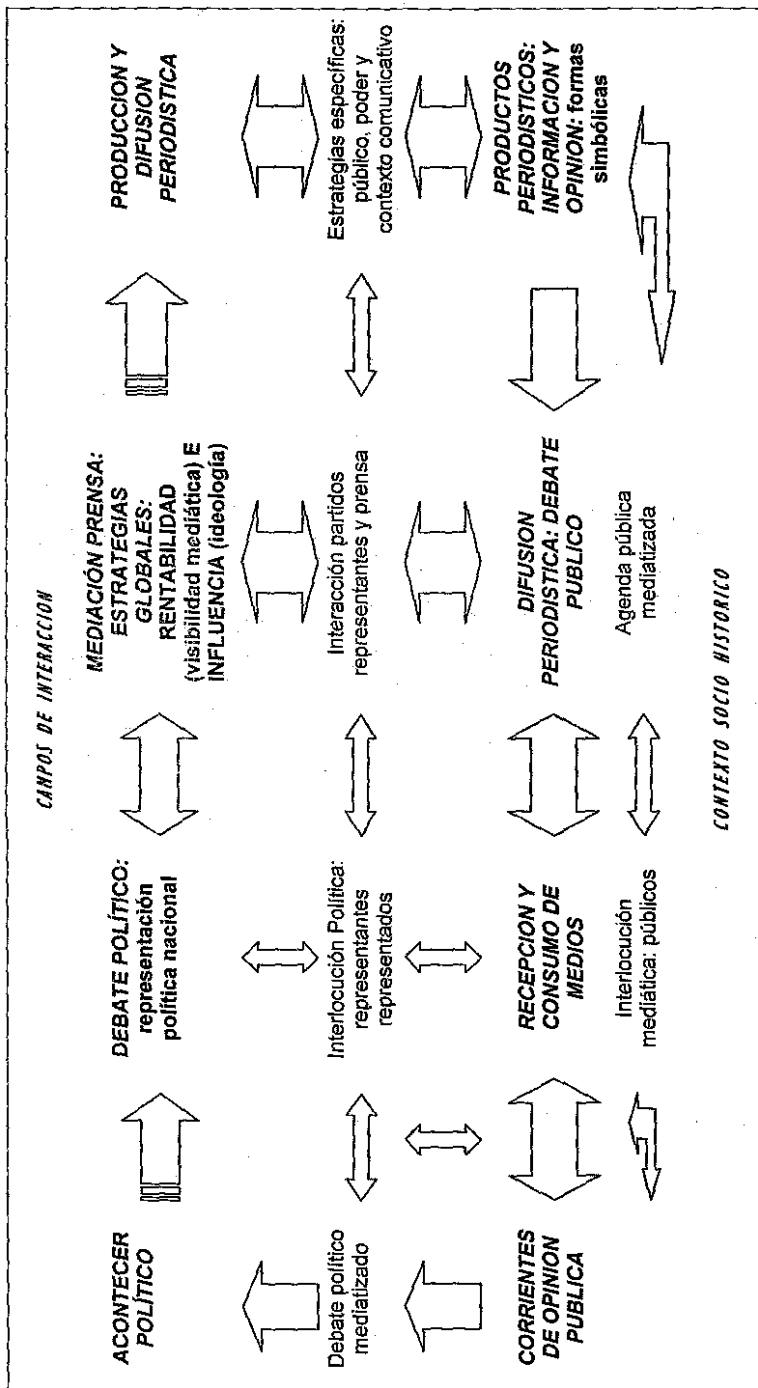 CAMPOS DE INTERACCION
ACONTECER
POLÍTICO
DEBATE POLÍTICO:
representación
política nacional
MEDIACIÓN PRENSA:
ESTRATEGIAS
GLOBALES:
RENTABILIDAD
(visibilidad mediática) E
INFLUENCIA (ideología)
PRODUCCION Y
DIFUSION
PERIODISTICA
Debate político
mediatizado
Interlocución Política:
representantes
representados
Interacción partidos
representantes y prensa
Estrategias específicas:
público, poder y
contexto comunicativo
CORRIENTES
DE OPINION
PUBLICA
RECEPCION Y
CONSUMO DE
MEDIOS
Interlocución
mediática: públicos
DIFUSION
PERIODISTICA: DEBATE
PUBLICO
Agenda pública
mediatizada
PRODUCTOS
PERIODISTICOS:
INFORMACION Y
OPINION: formas
simbólicas
CONTEXTO SOCIO HISTORICO